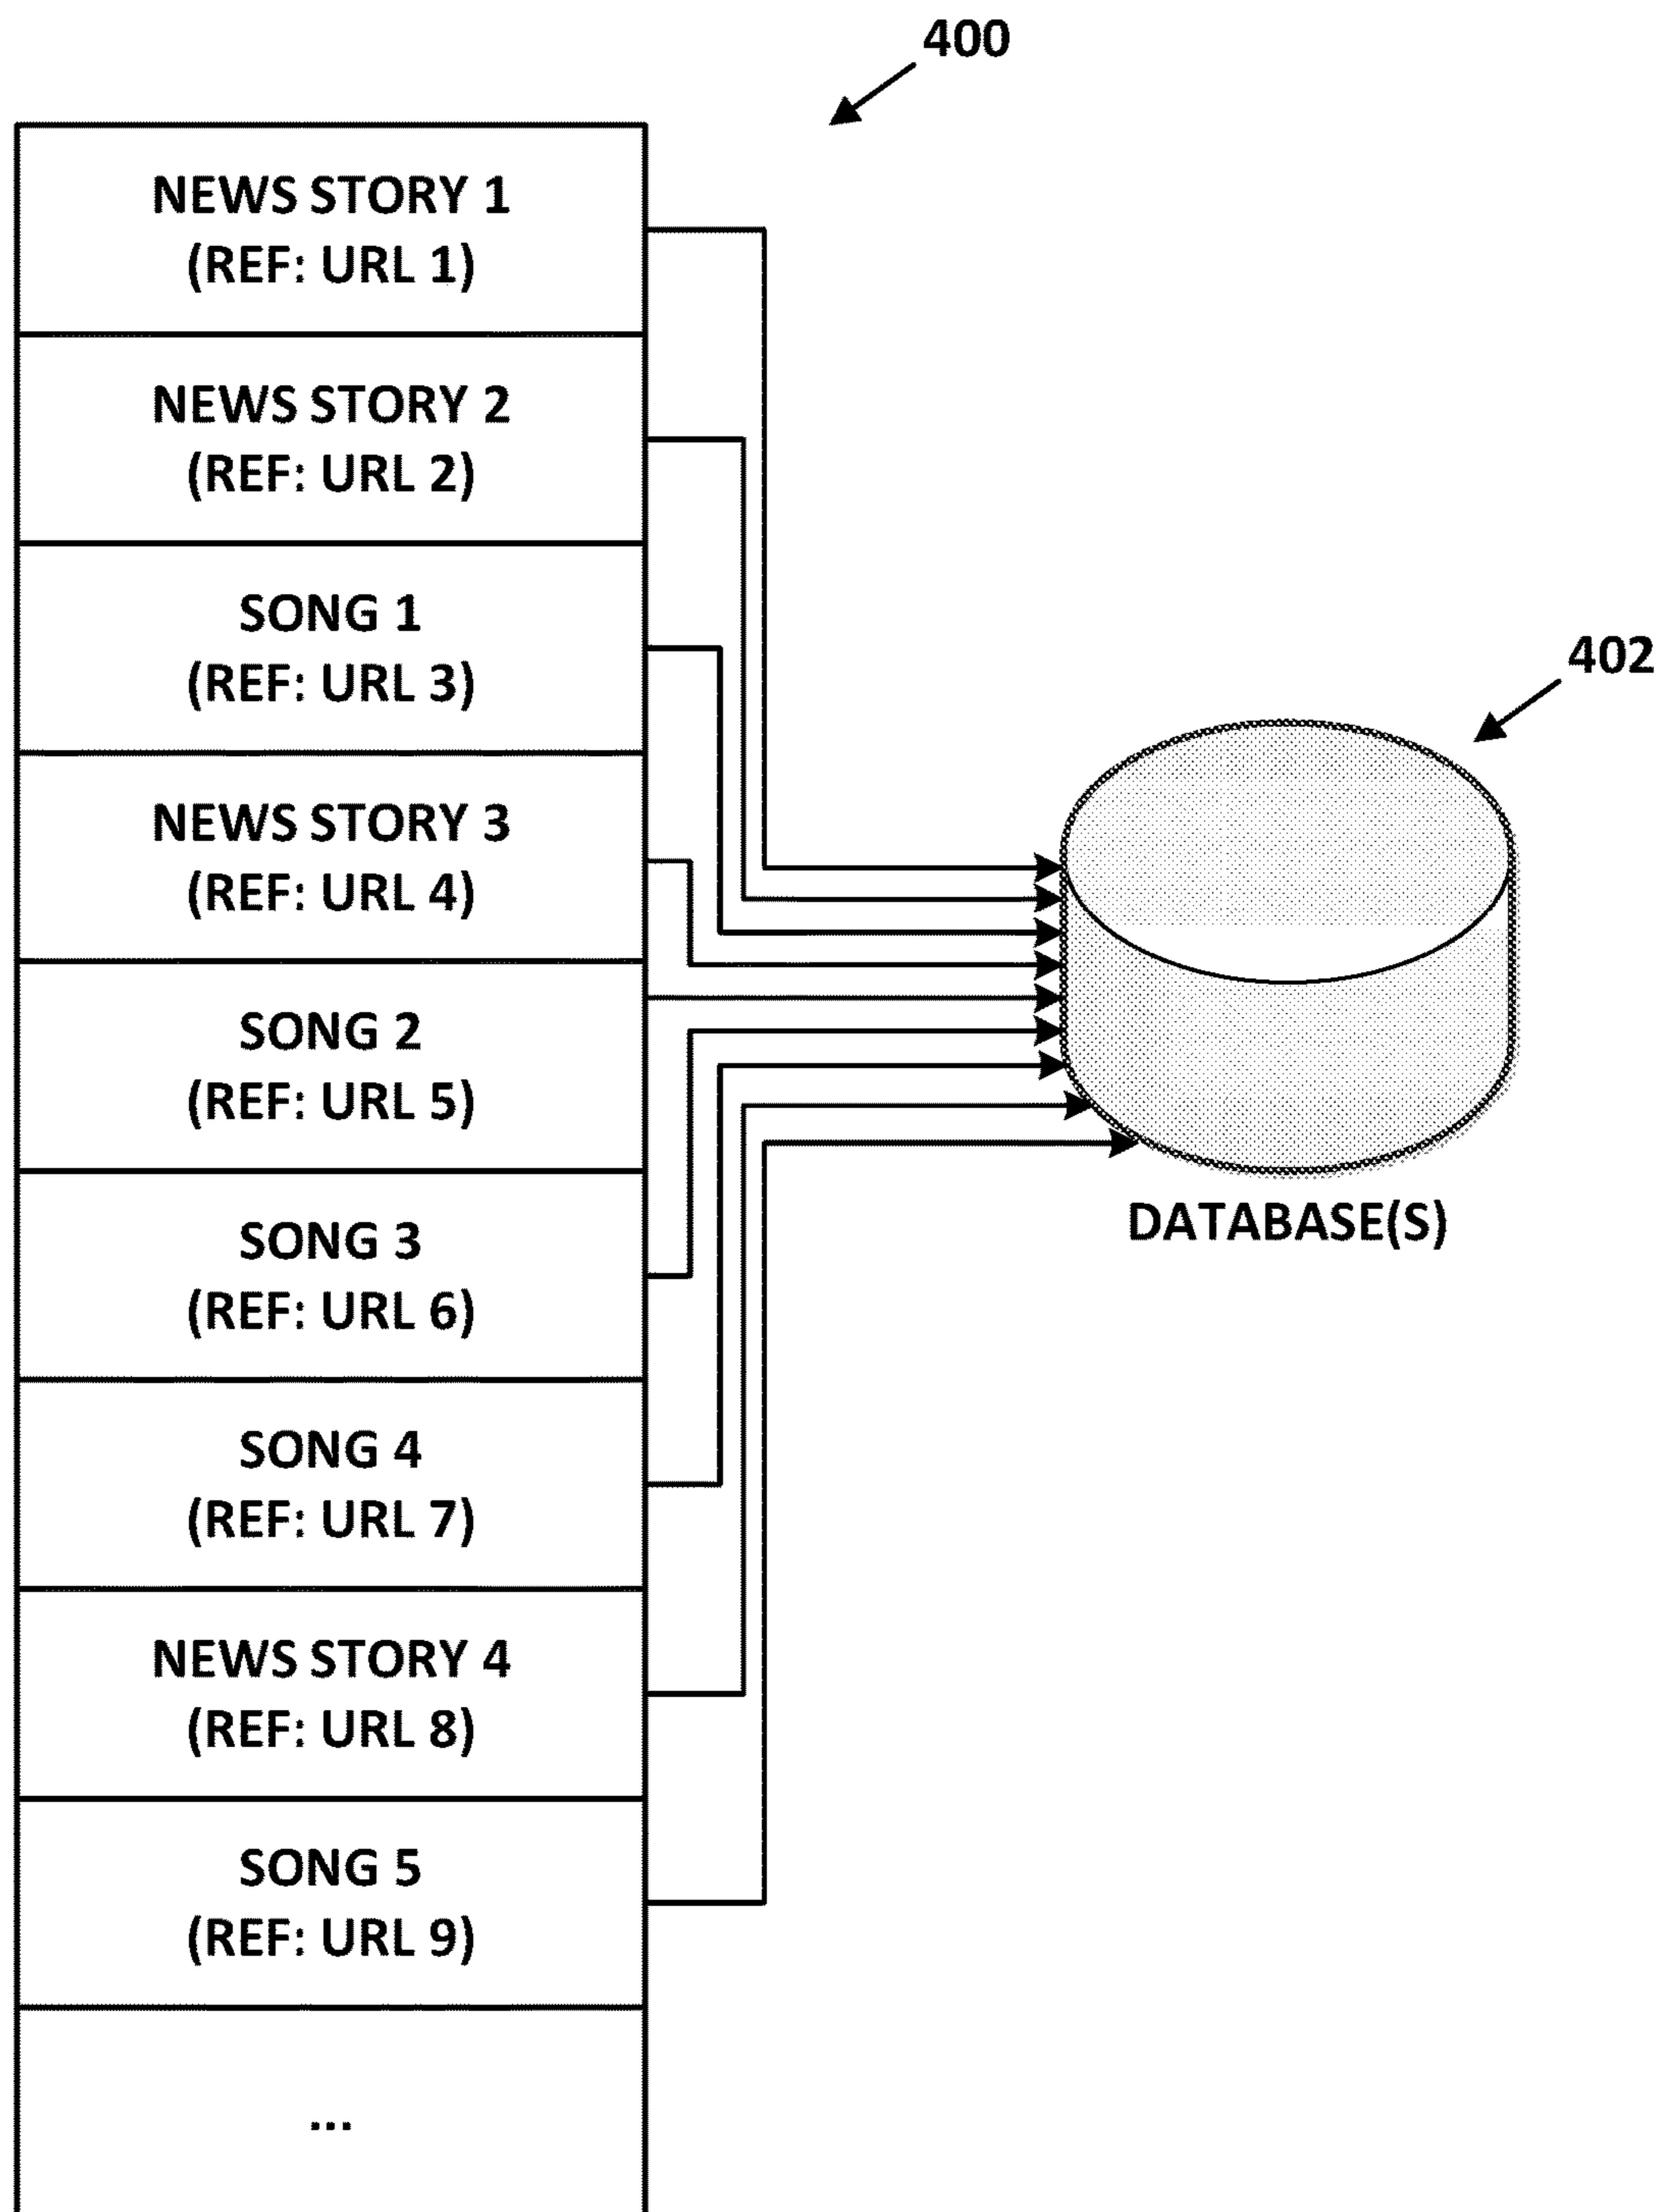 400
NEWS STORY 1
(REF: URL 1)
NEWS STORY 2
(REF: URL 2)
SONG 1
(REF: URL 3)
402
NEWS STORY 3
(REF: URL 4)
SONG 2
(REF: URL 5)
DATABASE(S)
SONG 3
(REF: URL 6)
SONG 4
(REF: URL 7)
NEWS STORY 4
(REF: URL 8)
SONG 5
(REF: URL 9)
...